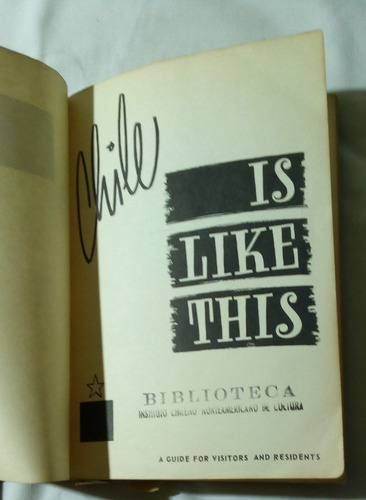 Chile
IS
LIKE
THIS
BIBLIOTECA
INSTITUTO CHILENO NORTEAMERICANO DE CULTURA
A GUIDE FOR VISITORS AND RESIDENTS